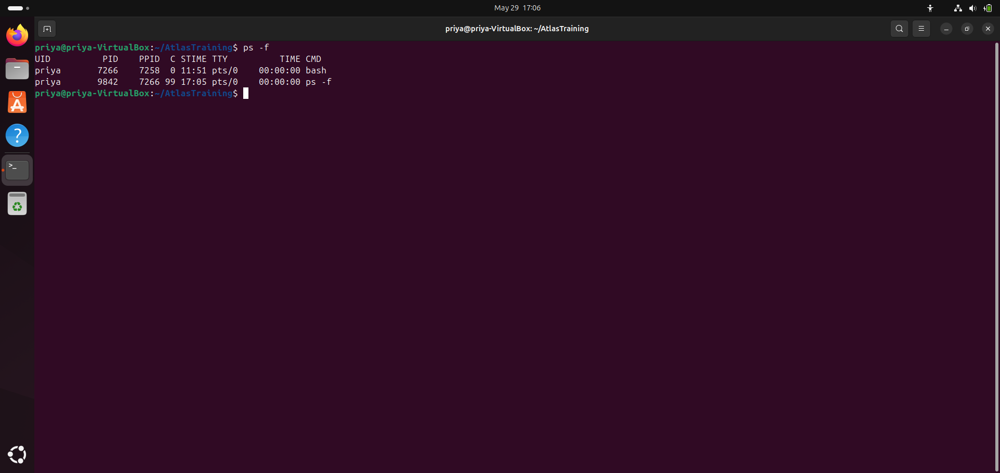 May 29 17:06
priya@priya-VirtualBox: ~/AtlasTraining
priya@priya-VirtualBox:~/AtlasTraining$ ps -f
UID          PID    PPID  C STIME TTY          TIME CMD
priya       7266    7258  0 11:51 pts/0    00:00:00 bash
priya       9842    7266 99 17:05 pts/0    00:00:00 ps -f
priya@priya-VirtualBox:~/AtlasTraining$